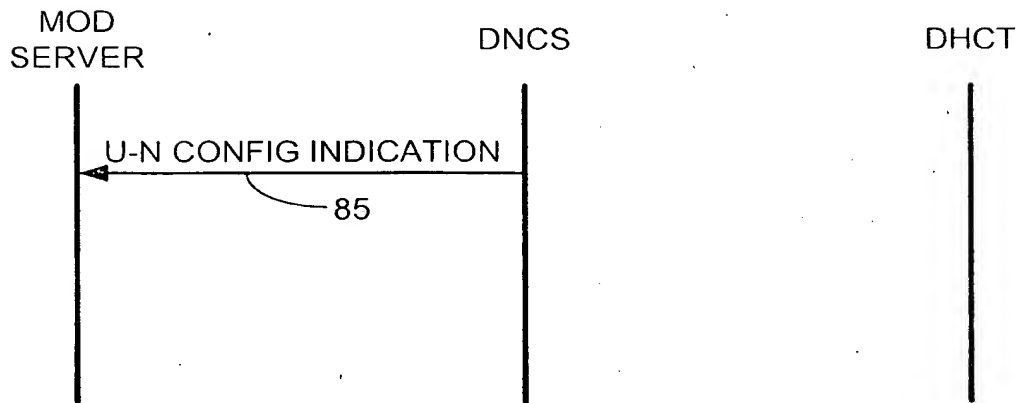 MOD
SERVER
DNCS
DHCT
U-N CONFIG INDICATION
85